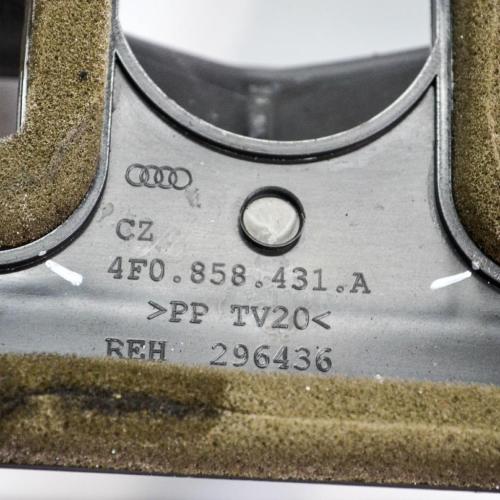 CZ
4F0.858.431.A
>PP TV20<
REH 296436